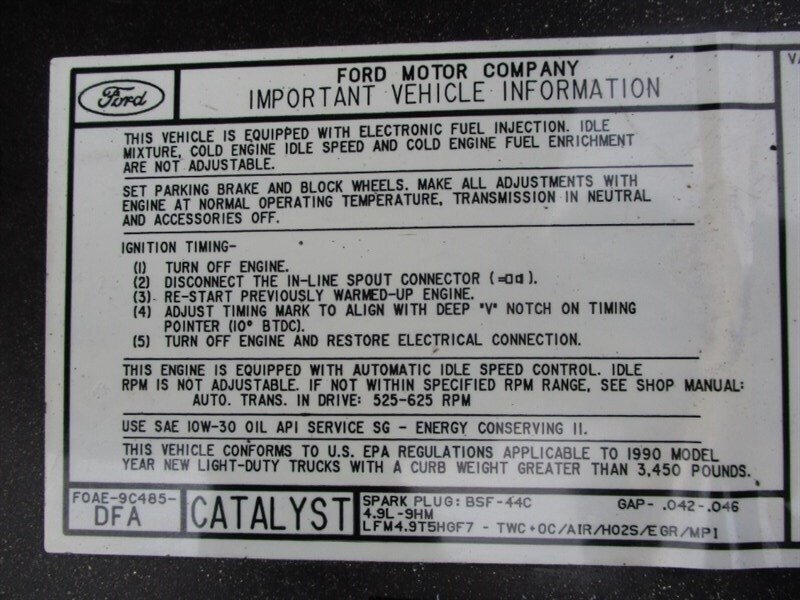 Ford
FORD MOTOR COMPANY
IMPORTANT VEHICLE INFORMATION
THIS VEHICLE IS EQUIPPED WITH ELECTRONIC FUEL INJECTION. IDLE
MIXTURE, COLD ENGINE IDLE SPEED AND COLD ENGINE FUEL ENRICHMENT
ARE NOT ADJUSTABLE.
SET PARKING BRAKE AND BLOCK WHEELS. MAKE ALL ADJUSTMENTS WITH
ENGINE AT NORMAL OPERATING TEMPERATURE, TRANSMISSION IN NEUTRAL
AND ACCESSORIES OFF.
IGNITION TIMING-
(1) TURN OFF ENGINE.
(2) DISCONNECT THE IN-LINE SPOUT CONNECTOR ( ).
(3) RE-START PREVIOUSLY WARMED-UP ENGINE.
(4) ADJUST TIMING MARK TO ALIGN WITH DEEP "V" NOTCH ON TIMING
POINTER (10° BTDC).
(5) TURN OFF ENGINE AND RESTORE ELECTRICAL CONNECTION.
THIS ENGINE IS EQUIPPED WITH AUTOMATIC IDLE SPEED CONTROL. IDLE
RPM IS NOT ADJUSTABLE. IF NOT WITHIN SPECIFIED RPM RANGE, SEE SHOP MANUAL:
AUTO. TRANS. IN DRIVE: 525-625 RPM
USE SAE 10W-30 OIL API SERVICE SG - ENERGY CONSERVING II.
THIS VEHICLE CONFORMS TO U.S. EPA REGULATIONS APPLICABLE TO 1990 MODEL
YEAR NEW LIGHT-DUTY TRUCKS WITH A CURB WEIGHT GREATER THAN 3,450 POUNDS.
F0AE-9C485-
DFA
CATALYST
SPARK PLUG: BSF-44C GAP- .042-.046
4.9L-9HM
LFM4.9T5HGF7 - TWC+OC/AIR/HO2S/EGR/MPI